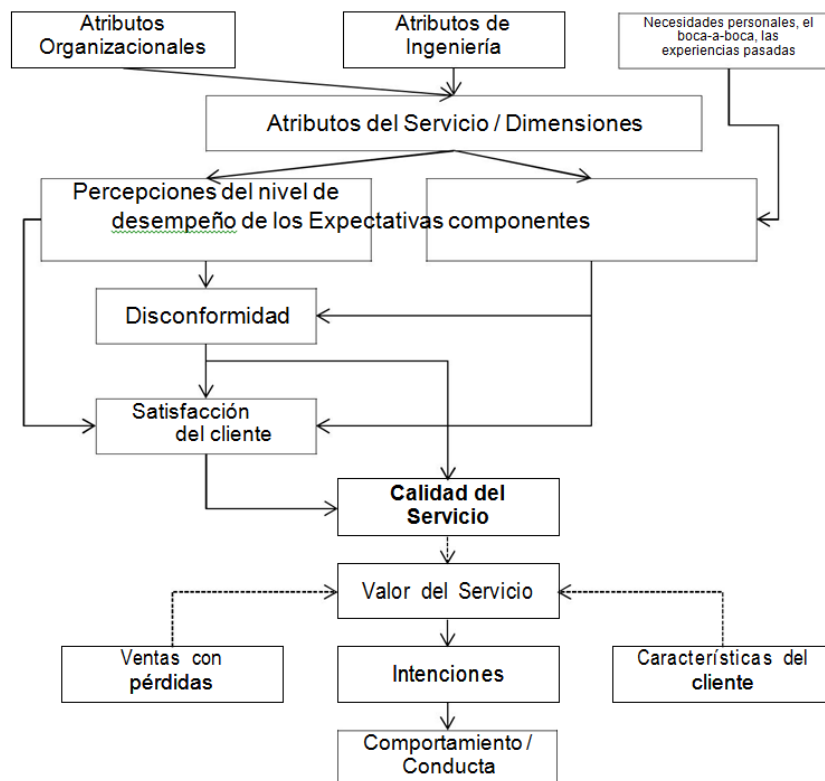 Atributos
Organizacionales
Atributos de
Ingeniería
Necesidades personales, el
boca-a-boca, las
experiencias pasadas
Atributos del Servicio / Dimensiones
Percepciones del nivel de
desempeño de los Expectativas componentes
Disconformidad
Satisfacción
del cliente
Calidad del
Servicio
Valor del Servicio
Ventas con
pérdidas
Intenciones
Características del
cliente
Comportamiento /
Conducta